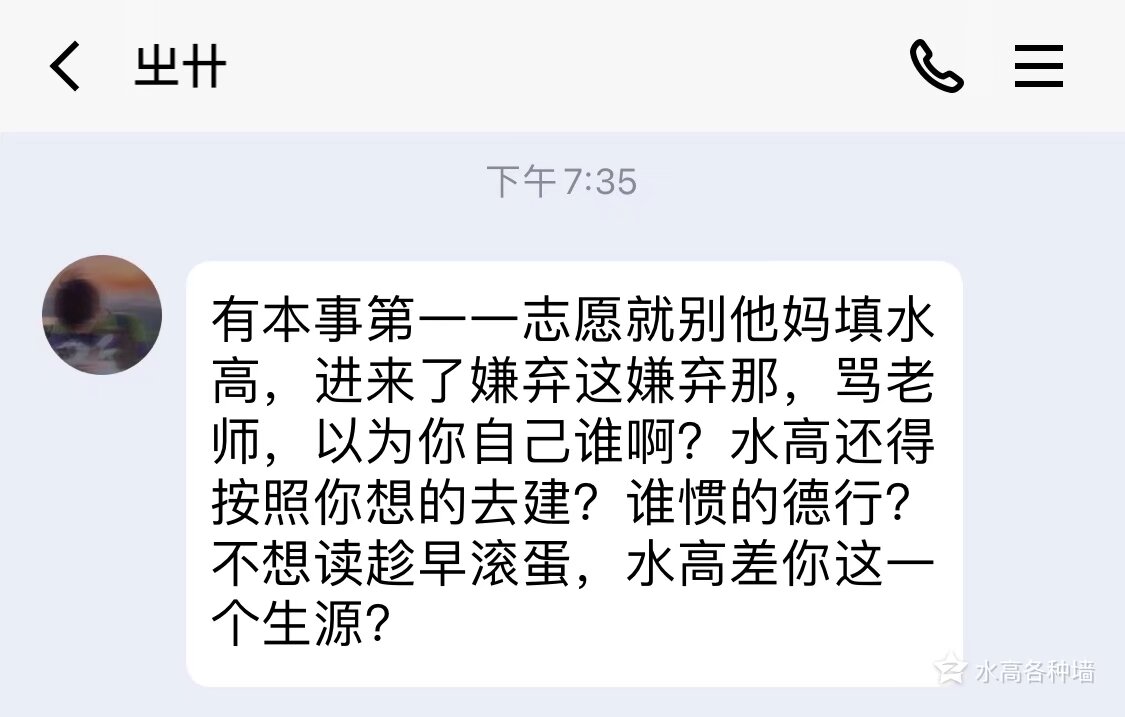 㞢卄
下午7:35
有本事第一一志愿就别他妈填水
高，进来了嫌弃这嫌弃那，骂老
师，以为你自己谁啊？水高还得
按照你想的去建？谁惯的德行？
不想读趁早滚蛋，水高差你这一
个生源？
水高各种墙